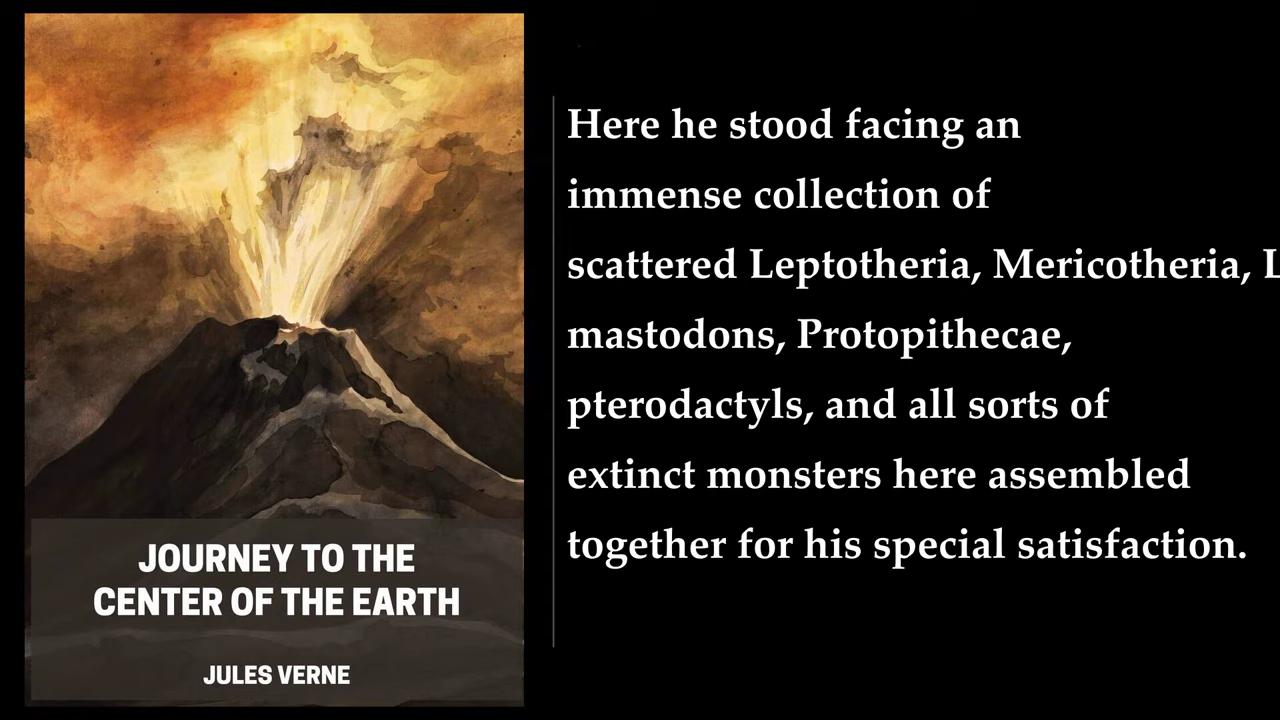 JOURNEY TO THE
CENTER OF THE EARTH
JULES VERNE
Here he stood facing an
immense collection of
scattered Leptotheria, Mericotheria,
mastodons, Protopithecae,
pterodactyls, and all sorts of
extinct monsters here assembled
together for his special satisfaction.